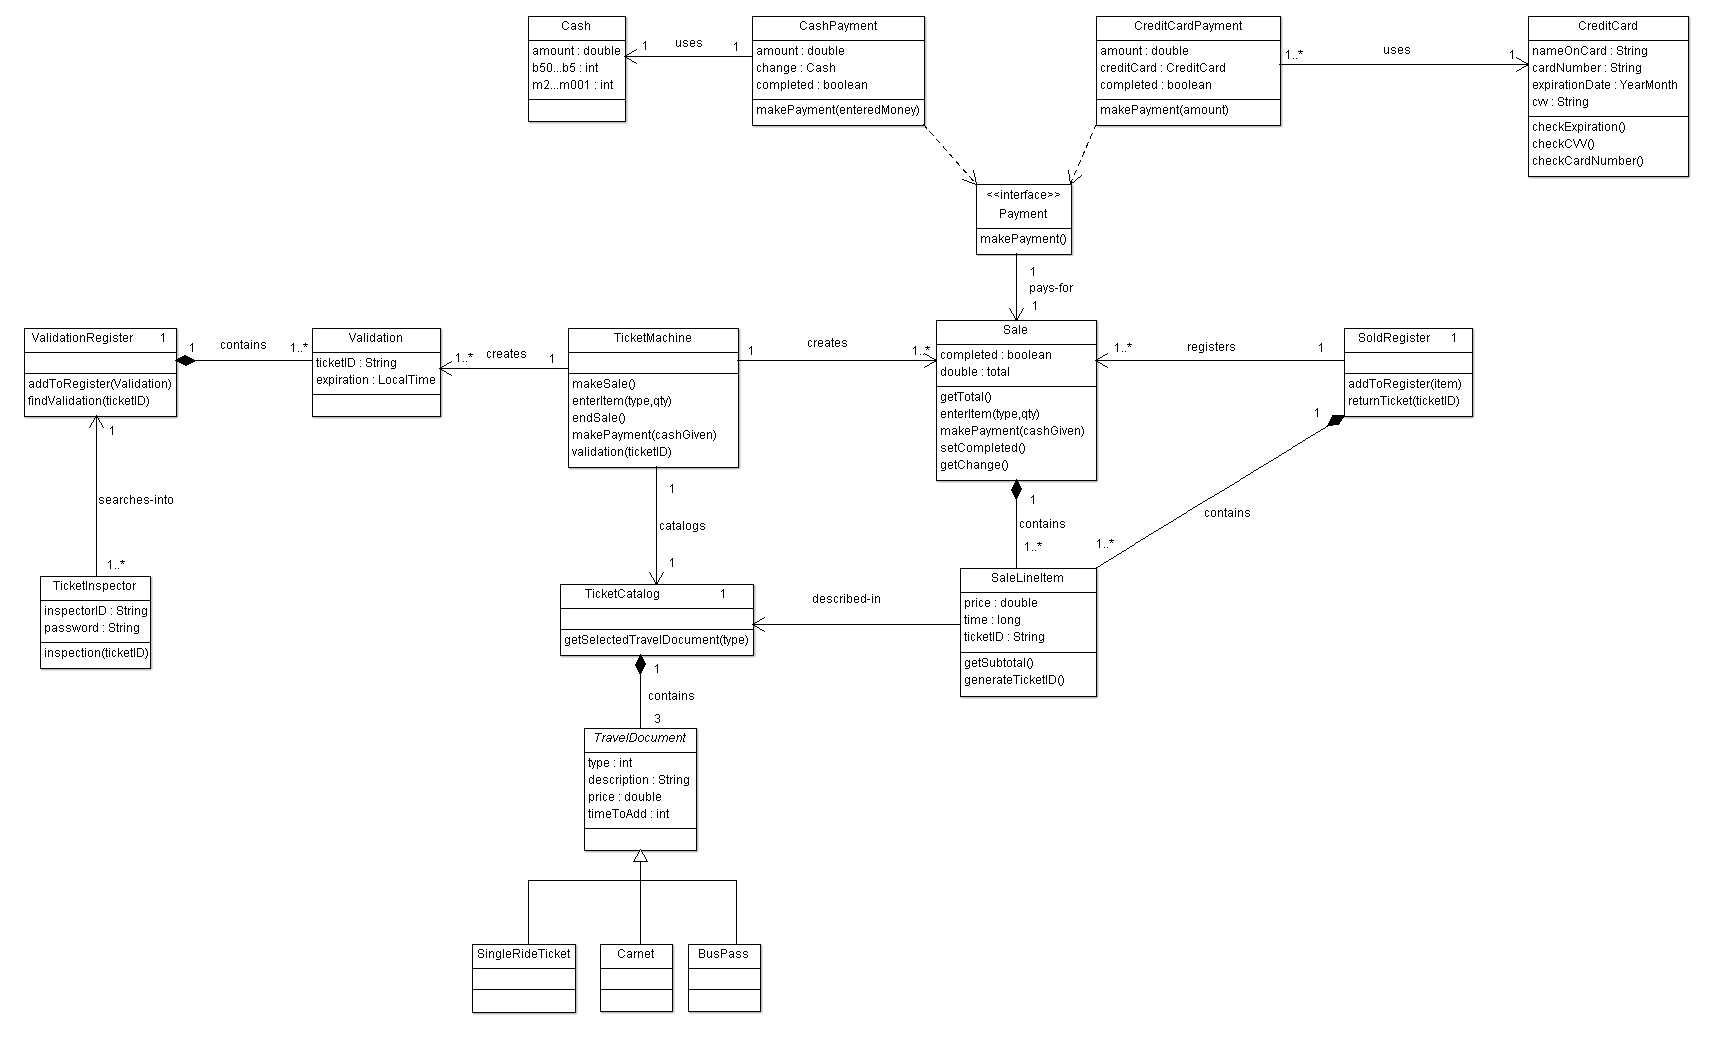 Cash
amount : double
b50...b5 : int
m2...m001 : int
1
uses
1
CashPayment
amount : double
change : Cash
completed : boolean
makePayment(enteredMoney)
CreditCardPayment
amount : double
creditCard : CreditCard
completed : boolean
makePayment(amount)
1..*
uses
1
CreditCard
nameOnCard : String
cardNumber : String
expirationDate : YearMonth
cvv : String
checkExpiration()
checkCVV()
checkCardNumber()
<<interface>>
Payment
makePayment()
1
pays-for
1
ValidationRegister 1
addToRegister(Validation)
findValidation(ticketID)
1
contains
1..*
Validation
ticketID : String
expiration : LocalTime
1..*
creates
1
TicketMachine
makeSale()
enterItem(type,qty)
endSale()
makePayment(cashGiven)
validation(ticketID)
1
creates
1..*
Sale
completed : boolean
double : total
getTotal()
enterItem(type,qty)
makePayment(cashGiven)
setCompleted()
getChange()
1..*
registers
1
SoldRegister 1
addToRegister(item)
returnTicket(ticketID)
1
searches-into
1..*
1
catalogs
1
1
contains
1..*
1
contains
1..*
TicketInspector
inspectorID : String
password : String
inspection(ticketID)
TicketCatalog 1
getSelectedTravelDocument(type)
described-in
SaleLineItem
price : double
time : long
ticketID : String
getSubtotal()
generateTicketID()
1
contains
3
TravelDocument
type : int
description : String
price : double
timeToAdd : int
SingleRideTicket
Carnet
BusPass